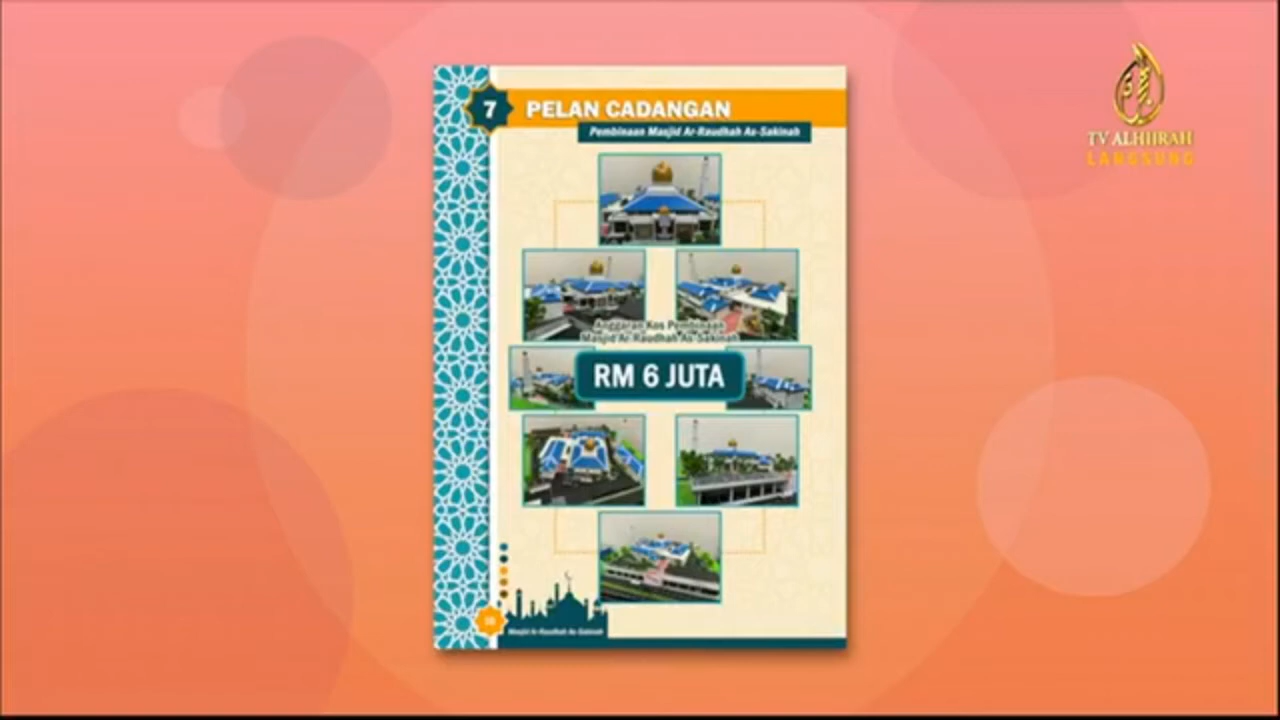 7
PELAN CADANGAN
Pembinaan Masjid Ar-Raudhah As-Sakinah
TV ALHIJRAH
LANGSUNG
Anggaran Kos Pembinaan
Masjid Ar-Raudhah As-Sakinah
RM 6 JUTA
Masjid Ar-Raudhah As-Sakinah